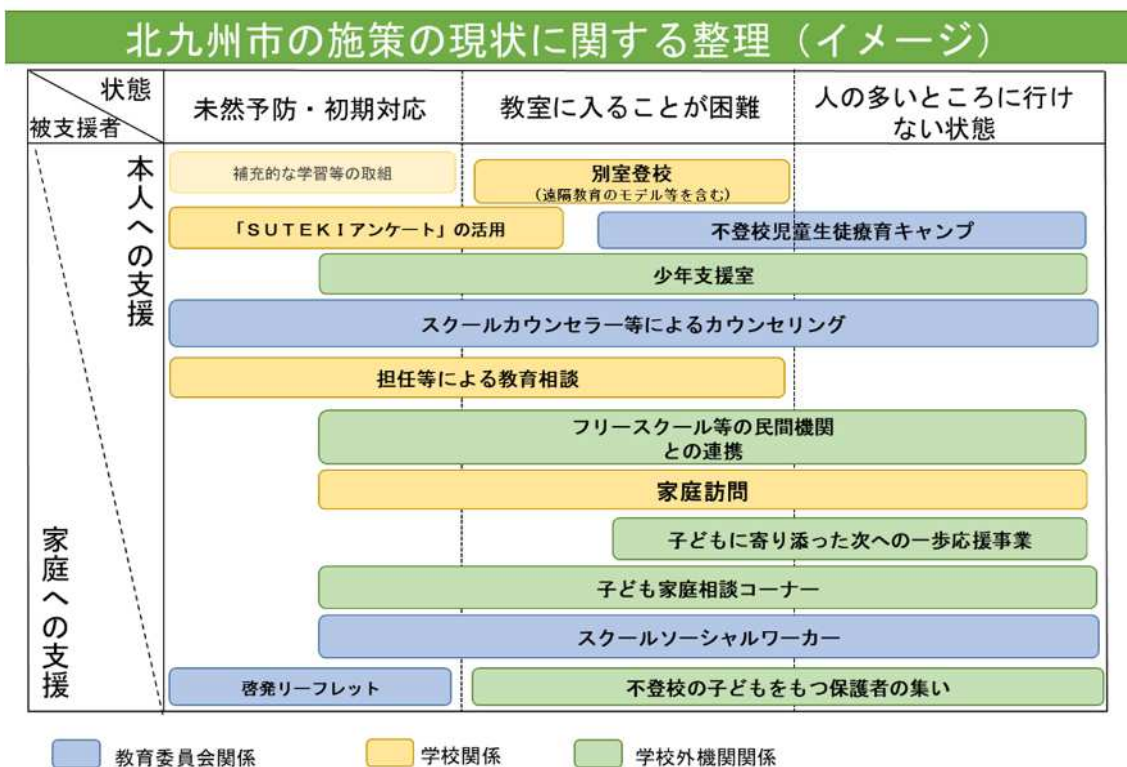 北九州市の施策の現状に関する整理（イメージ）
状態
被支援者
未然予防・初期対応
教室に入ることが困難
人の多いところに行け
ない状態
本人への支援
補充的な学習等の取組
別室登校
（遠隔教育のモデル等を含む）
「ＳＵＴＥＫＩアンケート」の活用
不登校児童生徒療育キャンプ
少年支援室
スクールカウンセラー等によるカウンセリング
担任等による教育相談
フリースクール等の民間機関
との連携
家庭訪問
家庭への支援
子どもに寄り添った次への一歩応援事業
子ども家庭相談コーナー
スクールソーシャルワーカー
啓発リーフレット
不登校の子どもをもつ保護者の集い
教育委員会関係
学校関係
学校外機関関係